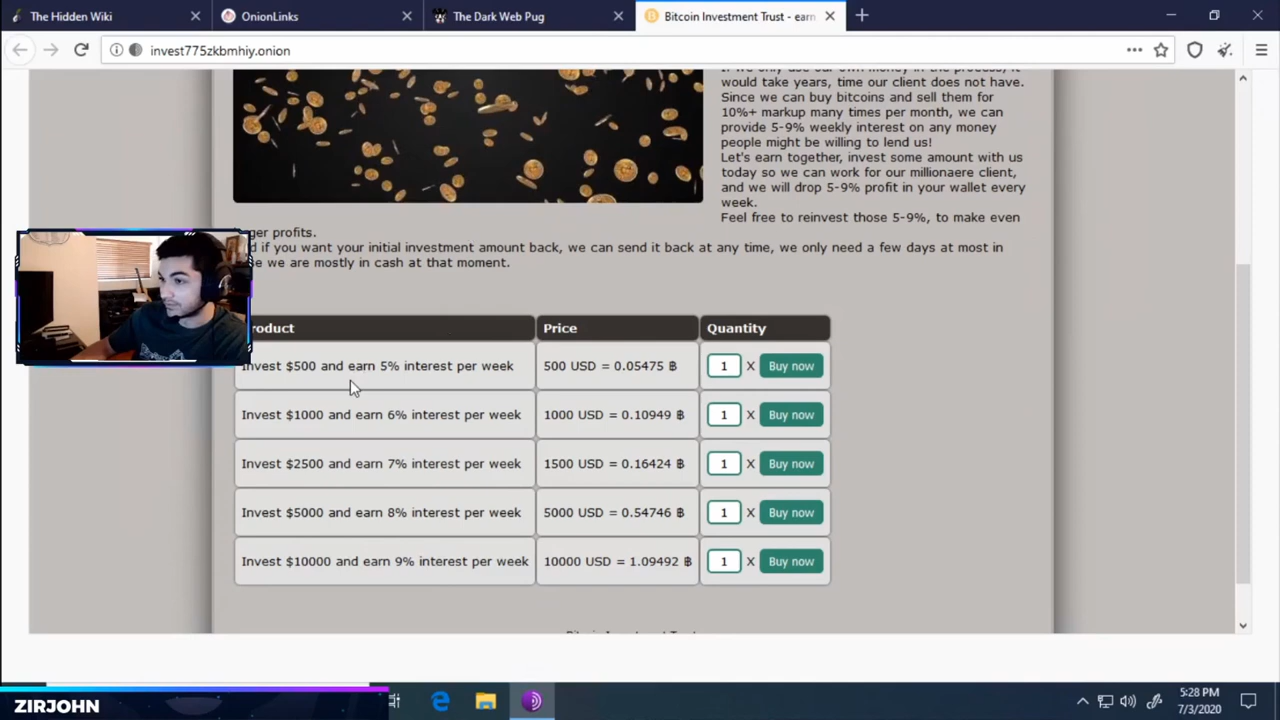 The Hidden Wiki
OnionLinks
The Dark Web Pug
Bitcoin Investment Trust - earn
invest775zkbmhiy.onion
would take years, time our client does not have.
Since we can buy bitcoins and sell them for
10%+ markup many times per month, we can
provide 5-9% weekly interest on any money
people might be willing to lend us!
Let's earn together, invest some amount with us
today so we can work for our millionaere client,
and we will drop 5-9% profit in your wallet every
week.
Feel free to reinvest those 5-9%, to make even
profits.
if you want your initial investment amount back, we can send it back at any time, we only need a few days at most in
we are mostly in cash at that moment.
roduct Price Quantity
Invest $500 and earn 5% interest per week 500 USD = 0.05475 ฿ 1 X Buy now
Invest $1000 and earn 6% interest per week 1000 USD = 0.10949 ฿ 1 X Buy now
Invest $2500 and earn 7% interest per week 1500 USD = 0.16424 ฿ 1 X Buy now
Invest $5000 and earn 8% interest per week 5000 USD = 0.54746 ฿ 1 X Buy now
Invest $10000 and earn 9% interest per week 10000 USD = 1.09492 ฿ 1 X Buy now
ZIRJOHN
5:28 PM
7/3/2020